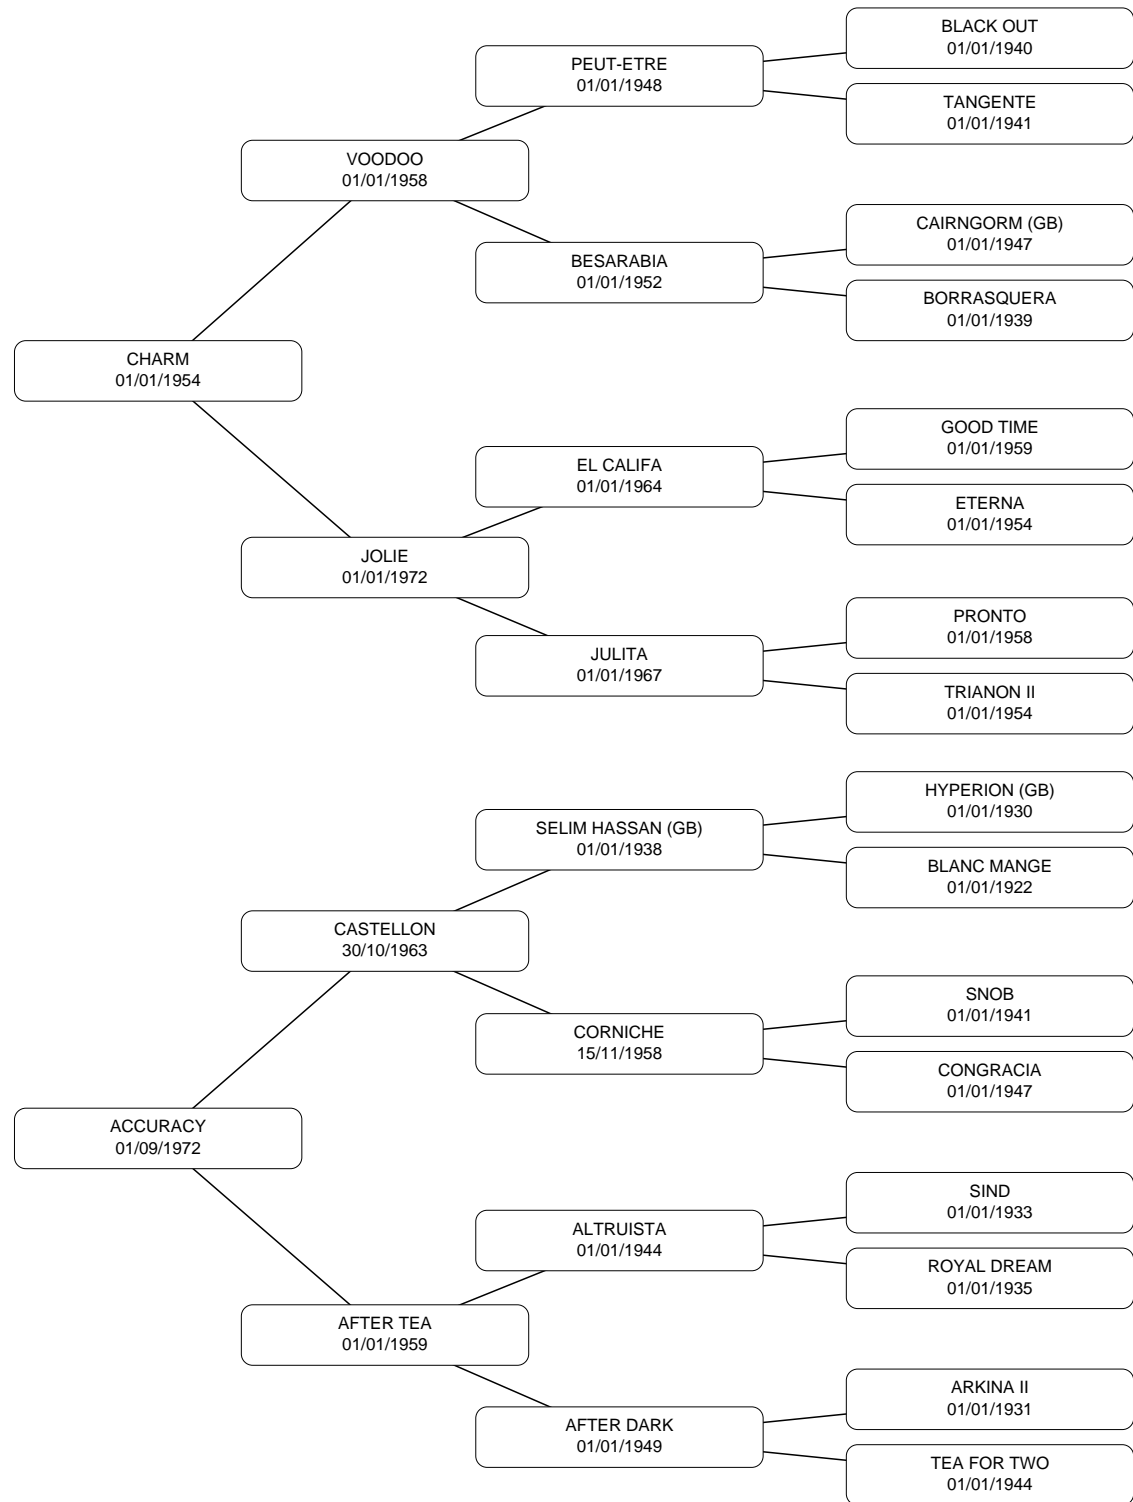 BLACK OUT
01/01/1940
PEUT-ETRE
01/01/1948
TANGENTE
01/01/1941
VOODOO
01/01/1958
CAIRNGORM (GB)
01/01/1947
BESARABIA
01/01/1952
BORRASQUERA
01/01/1939
CHARM
01/01/1954
GOOD TIME
01/01/1959
EL CALIFA
01/01/1964
ETERNA
01/01/1954
JOLIE
01/01/1972
PRONTO
01/01/1958
JULITA
01/01/1967
TRIANON II
01/01/1954
HYPERION (GB)
01/01/1930
SELIM HASSAN (GB)
01/01/1938
BLANC MANGE
01/01/1922
CASTELLON
30/10/1963
SNOB
01/01/1941
CORNICHE
15/11/1958
CONGRACIA
01/01/1947
ACCURACY
01/09/1972
SIND
01/01/1933
ALTRUISTA
01/01/1944
ROYAL DREAM
01/01/1935
AFTER TEA
01/01/1959
ARKINA II
01/01/1931
AFTER DARK
01/01/1949
TEA FOR TWO
01/01/1944